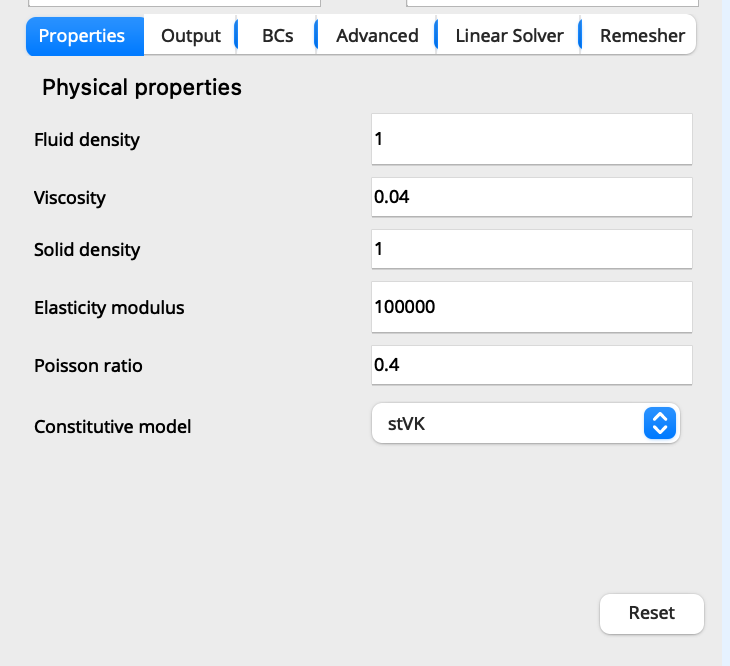 Properties Output BCs Advanced Linear Solver Remesher
Physical properties
Fluid density 1
Viscosity 0.04
Solid density 1
Elasticity modulus 100000
Poisson ratio 0.4
Constitutive model stVK
Reset